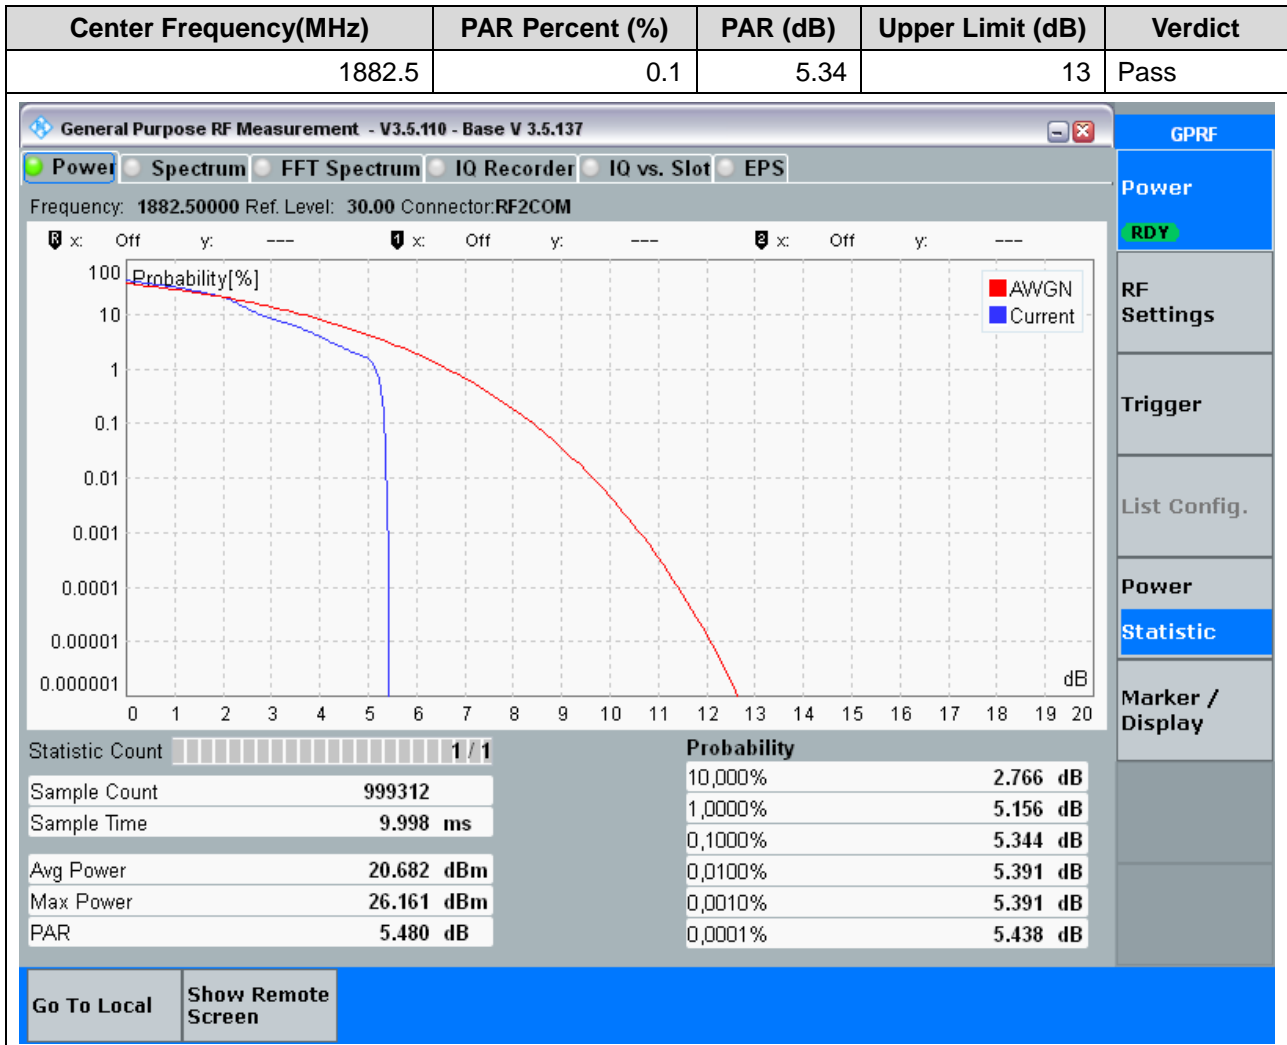 Center Frequency(MHz) PAR Percent (%) PAR (dB) Upper Limit (dB) Verdict
1882.5 0.1 5.34 13 Pass
General Purpose RF Measurement - V3.5.110 - Base V 3.5.137
GPRF
Power Spectrum FFT Spectrum IQ Recorder IQ vs. Slot EPS
Frequency: 1882.50000 Ref. Level: 30.00 Connector:RF2COM
R x: Off y: --- 1 x: Off y: --- 2 x: Off y: ---
Probability[%]
100
10
1
0.1
0.01
0.001
0.0001
0.00001
0.000001
AWGN
Current
dB
0 1 2 3 4 5 6 7 8 9 10 11 12 13 14 15 16 17 18 19 20
Statistic Count 1 / 1
Sample Count 999312
Sample Time 9.998 ms
Avg Power 20.682 dBm
Max Power 26.161 dBm
PAR 5.480 dB
Probability
10,000% 2.766 dB
1,0000% 5.156 dB
0,1000% 5.344 dB
0,0100% 5.391 dB
0,0010% 5.391 dB
0,0001% 5.438 dB
Power
RDY
RF
Settings
Trigger
List Config.
Power
Statistic
Marker /
Display
Go To Local
Show Remote
Screen